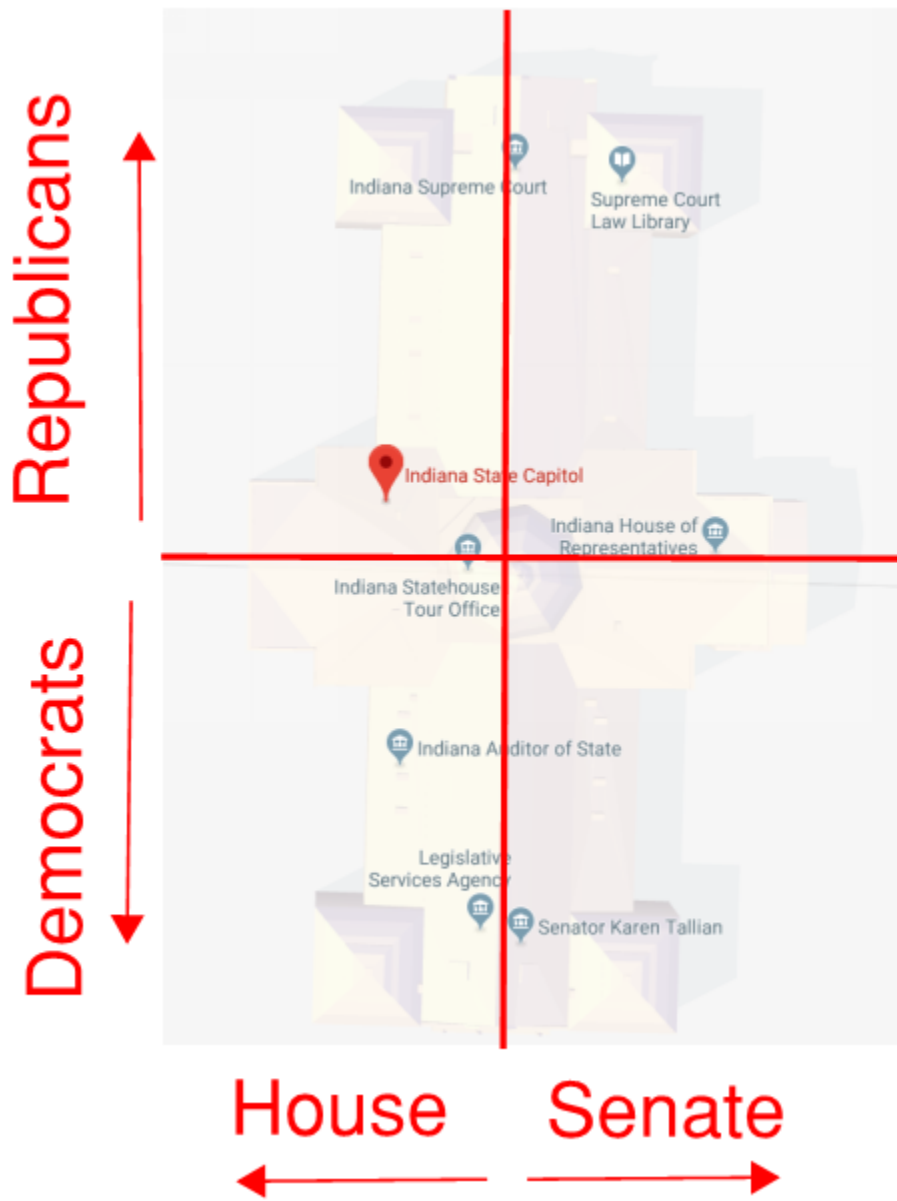 Republicans
Indiana Supreme Court
Supreme Court
Law Library
Indiana State Capitol
Indiana House of
Representatives
Indiana Statehouse
Tour Office
Democrats
Indiana Auditor of State
Legislative
Services Agency
Senator Karen Tallian
House
Senate